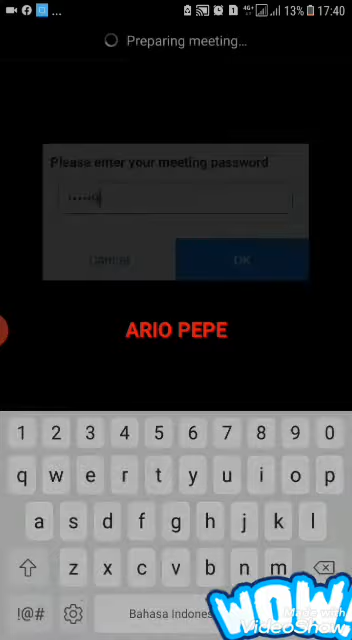 4G+ 13% 17:40
Preparing meeting...
Please enter your meeting password
Cancel OK
ARIO PEPE
1 2 3 4 5 6 7 8 9 0
q w e r t y u i o p
a s d f g h j k l
z x c v b n m
!@# Bahasa Indones
WOW!
Made with
VideoShow